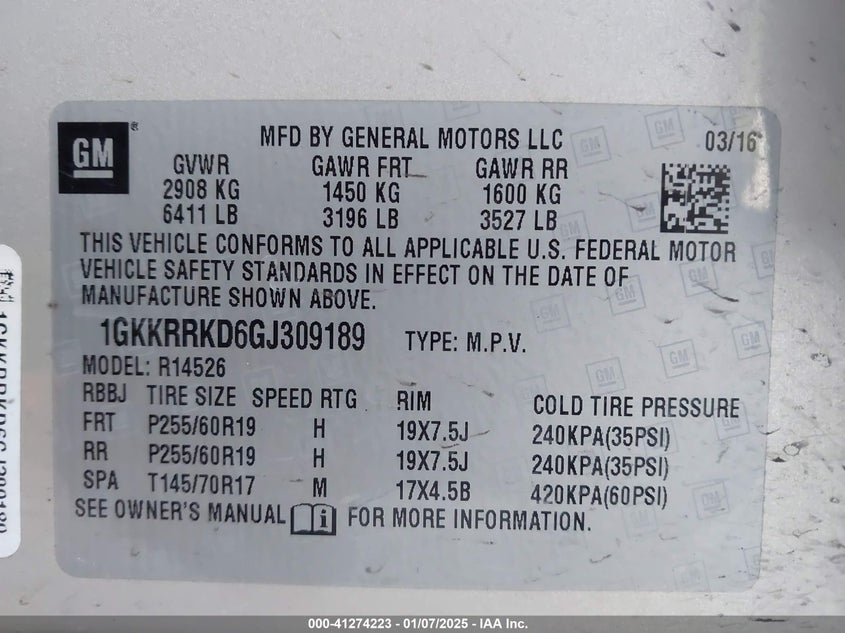 GM
MFD BY GENERAL MOTORS LLC 03/16
GVWR GAWR FRT GAWR RR
2908 KG 1450 KG 1600 KG
6411 LB 3196 LB 3527 LB
THIS VEHICLE CONFORMS TO ALL APPLICABLE U.S. FEDERAL MOTOR
VEHICLE SAFETY STANDARDS IN EFFECT ON THE DATE OF
MANUFACTURE SHOWN ABOVE.
1GKKRRKD6GJ309189 TYPE: M.P.V.
MODEL: R14526
RBBJ TIRE SIZE SPEED RTG RIM COLD TIRE PRESSURE
FRT P255/60R19 H 19X7.5J 240KPA(35PSI)
RR P255/60R19 H 19X7.5J 240KPA(35PSI)
SPA T145/70R17 M 17X4.5B 420KPA(60PSI)
SEE OWNER'S MANUAL i FOR MORE INFORMATION.
000-41274223 — 01/07/2025 - IAA Inc.